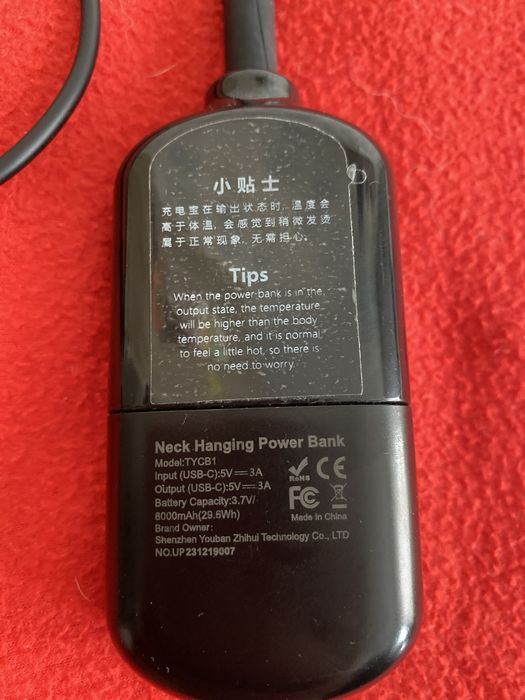 小贴士
充电宝在输出状态时, 温度会
高于体温, 会感觉到稍微发烫
属于正常现象, 无需担心。
Tips
When the power bank is in the
output state, the temperature
will be higher than the body
temperature, and it is normal
to feel a little hot, so there is
no need to worry.
Neck Hanging Power Bank
Model:TYCB1
Input (USB-C):5V⎓3A
Output (USB-C):5V⎓3A
Battery Capacity:3.7V/
8000mAh(29.6Wh)
Brand Owner:
Shenzhen Youban Zhihui Technology Co., LTD
NO.UP231219007
RoHS
CE
FC
Made in China